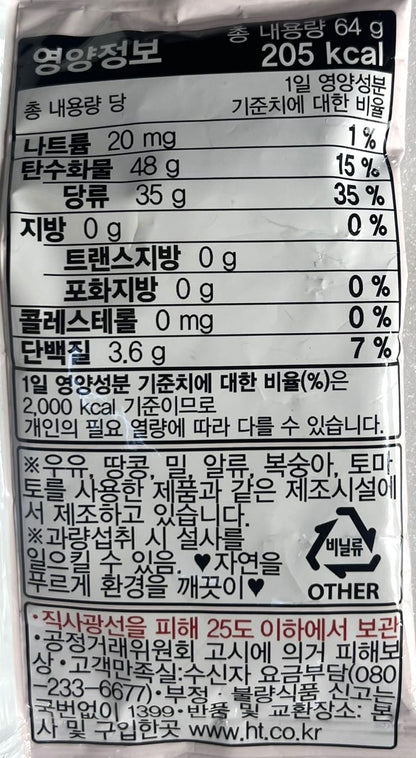 영양정보
총 내용량 64 g
205 kcal
총 내용량 당
1일 영양성분
기준치에 대한 비율
나트륨 20 mg 1 %
탄수화물 48 g 15 %
당류 35 g 35 %
지방 0 g 0 %
트랜스지방 0 g
포화지방 0 g 0 %
콜레스테롤 0 mg 0 %
단백질 3.6 g 7 %
1일 영양성분 기준치에 대한 비율(%)은
2,000 kcal 기준이므로
개인의 필요 열량에 따라 다를 수 있습니다.
※우유, 땅콩, 밀, 알류, 복숭아, 토마
토를 사용한 제품과 같은 제조시설에
서 제조하고 있습니다.
※과량섭취 시 설사를
일으킬 수 있음. ♥자연을
푸르게 환경을 깨끗이♥
비닐류
OTHER
•직사광선을 피해 25도 이하에서 보관
•공정거래위원회 고시에 의거 피해보
상•고객만족실:수신자 요금부담(080
-233-6677)•부정 · 불량식품 신고는
국번없이 1399•반품 및 교환장소: 본
사 및 구입한곳 www.ht.co.kr